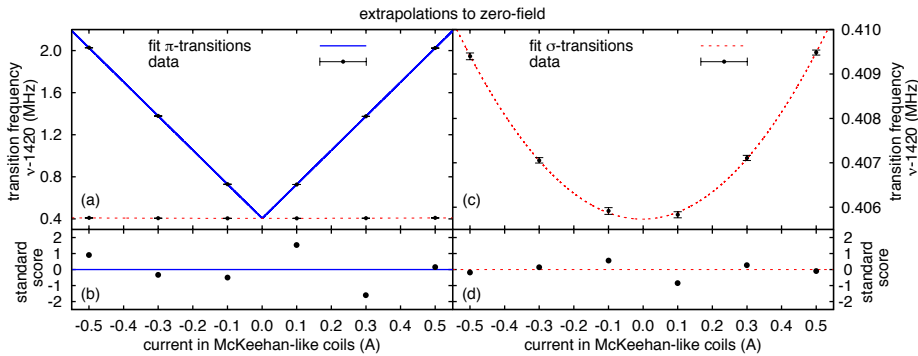 extrapolations to zero-field
transition frequency
ν-1420 (MHz)
2.0
1.6
1.2
0.8
0.4
fit π-transitions
data
(a)
fit σ-transitions
data
(c)
0.410
0.409
0.408
0.407
0.406
transition frequency
ν-1420 (MHz)
standard
score
2
1
0
-1
-2
(b)
(d)
2
1
0
-1
-2
standard
score
-0.5 -0.4 -0.3 -0.2 -0.1 0.0 0.1 0.2 0.3 0.4 0.5
-0.5 -0.4 -0.3 -0.2 -0.1 0.0 0.1 0.2 0.3 0.4 0.5
current in McKeehan-like coils (A)
current in McKeehan-like coils (A)